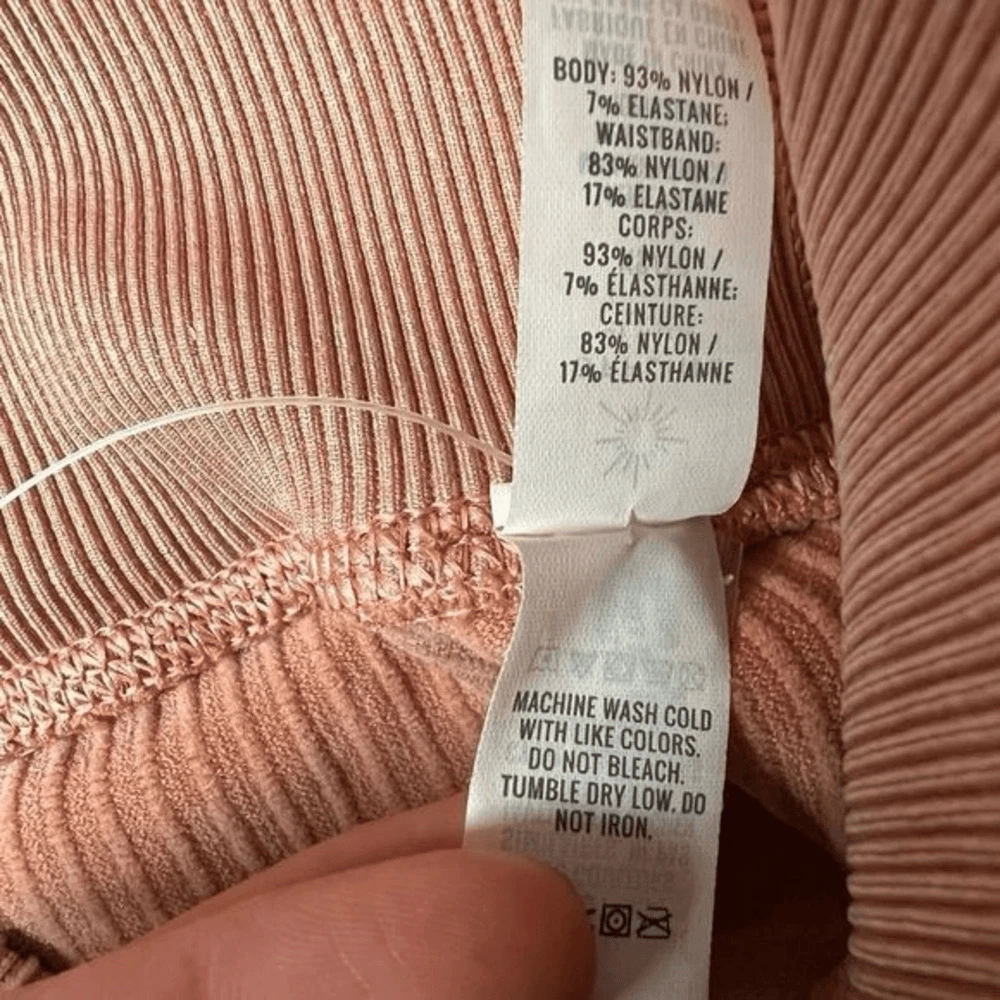 BODY: 93% NYLON /
7% ELASTANE;
WAISTBAND:
83% NYLON /
17% ELASTANE
CORPS:
93% NYLON /
7% ÉLASTHANNE;
CEINTURE:
83% NYLON /
17% ÉLASTHANNE
MACHINE WASH COLD
WITH LIKE COLORS.
DO NOT BLEACH.
TUMBLE DRY LOW. DO
NOT IRON.